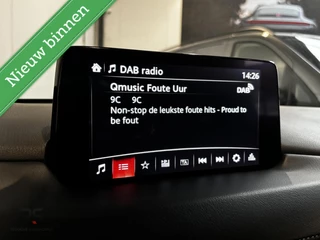 Nieuw binnen
DAB radio
14:26
Qmusic Foute Uur
DAB
9C 9C
Non-stop de leukste foute hits - Proud to
be fout